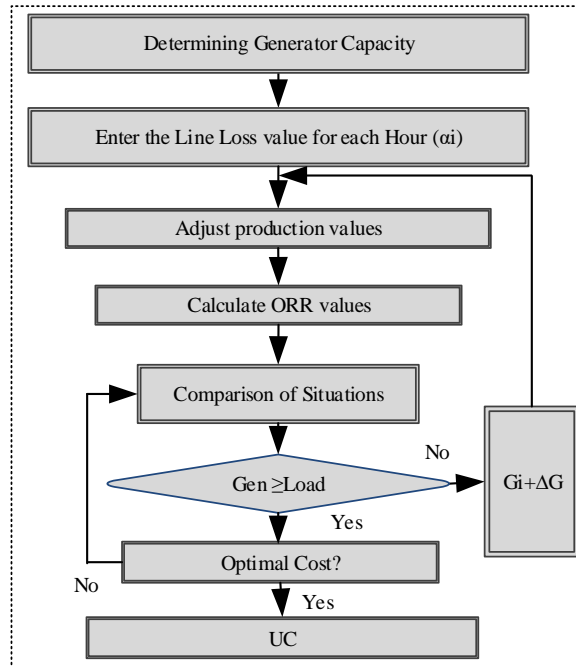 Determining Generator Capacity
Enter the Line Loss value for each Hour (αi)
Adjust production values
Calculate ORR values
Comparison of Situations
No
Gen ≥Load
Gi+ΔG
Yes
Optimal Cost?
No
Yes
UC